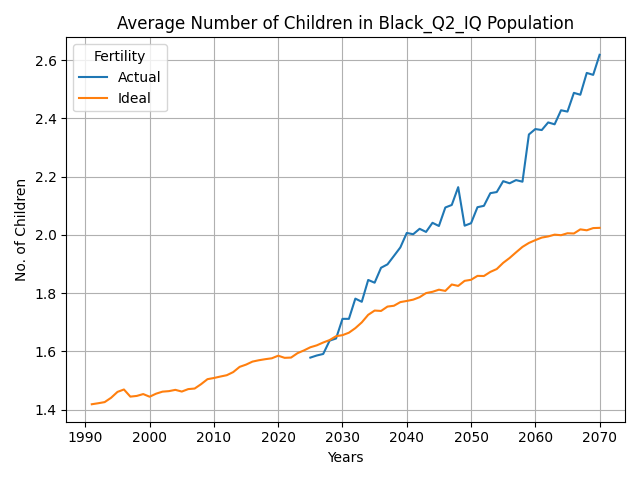 Average Number of Children in Black_Q2_IQ Population
Fertility
Actual
Ideal
No. of Children
2.6
2.4
2.2
2.0
1.8
1.6
1.4
1990 2000 2010 2020 2030 2040 2050 2060 2070
Years